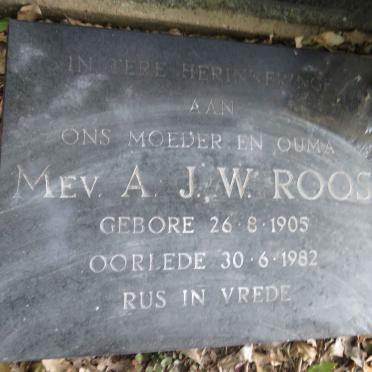 IN TERE HERINNERING
AAN
ONS MOEDER EN OUMA
MEV. A. J. W. ROOS
GEBORE 26·8·1905
OORLEDE 30·6·1982
RUS IN VREDE